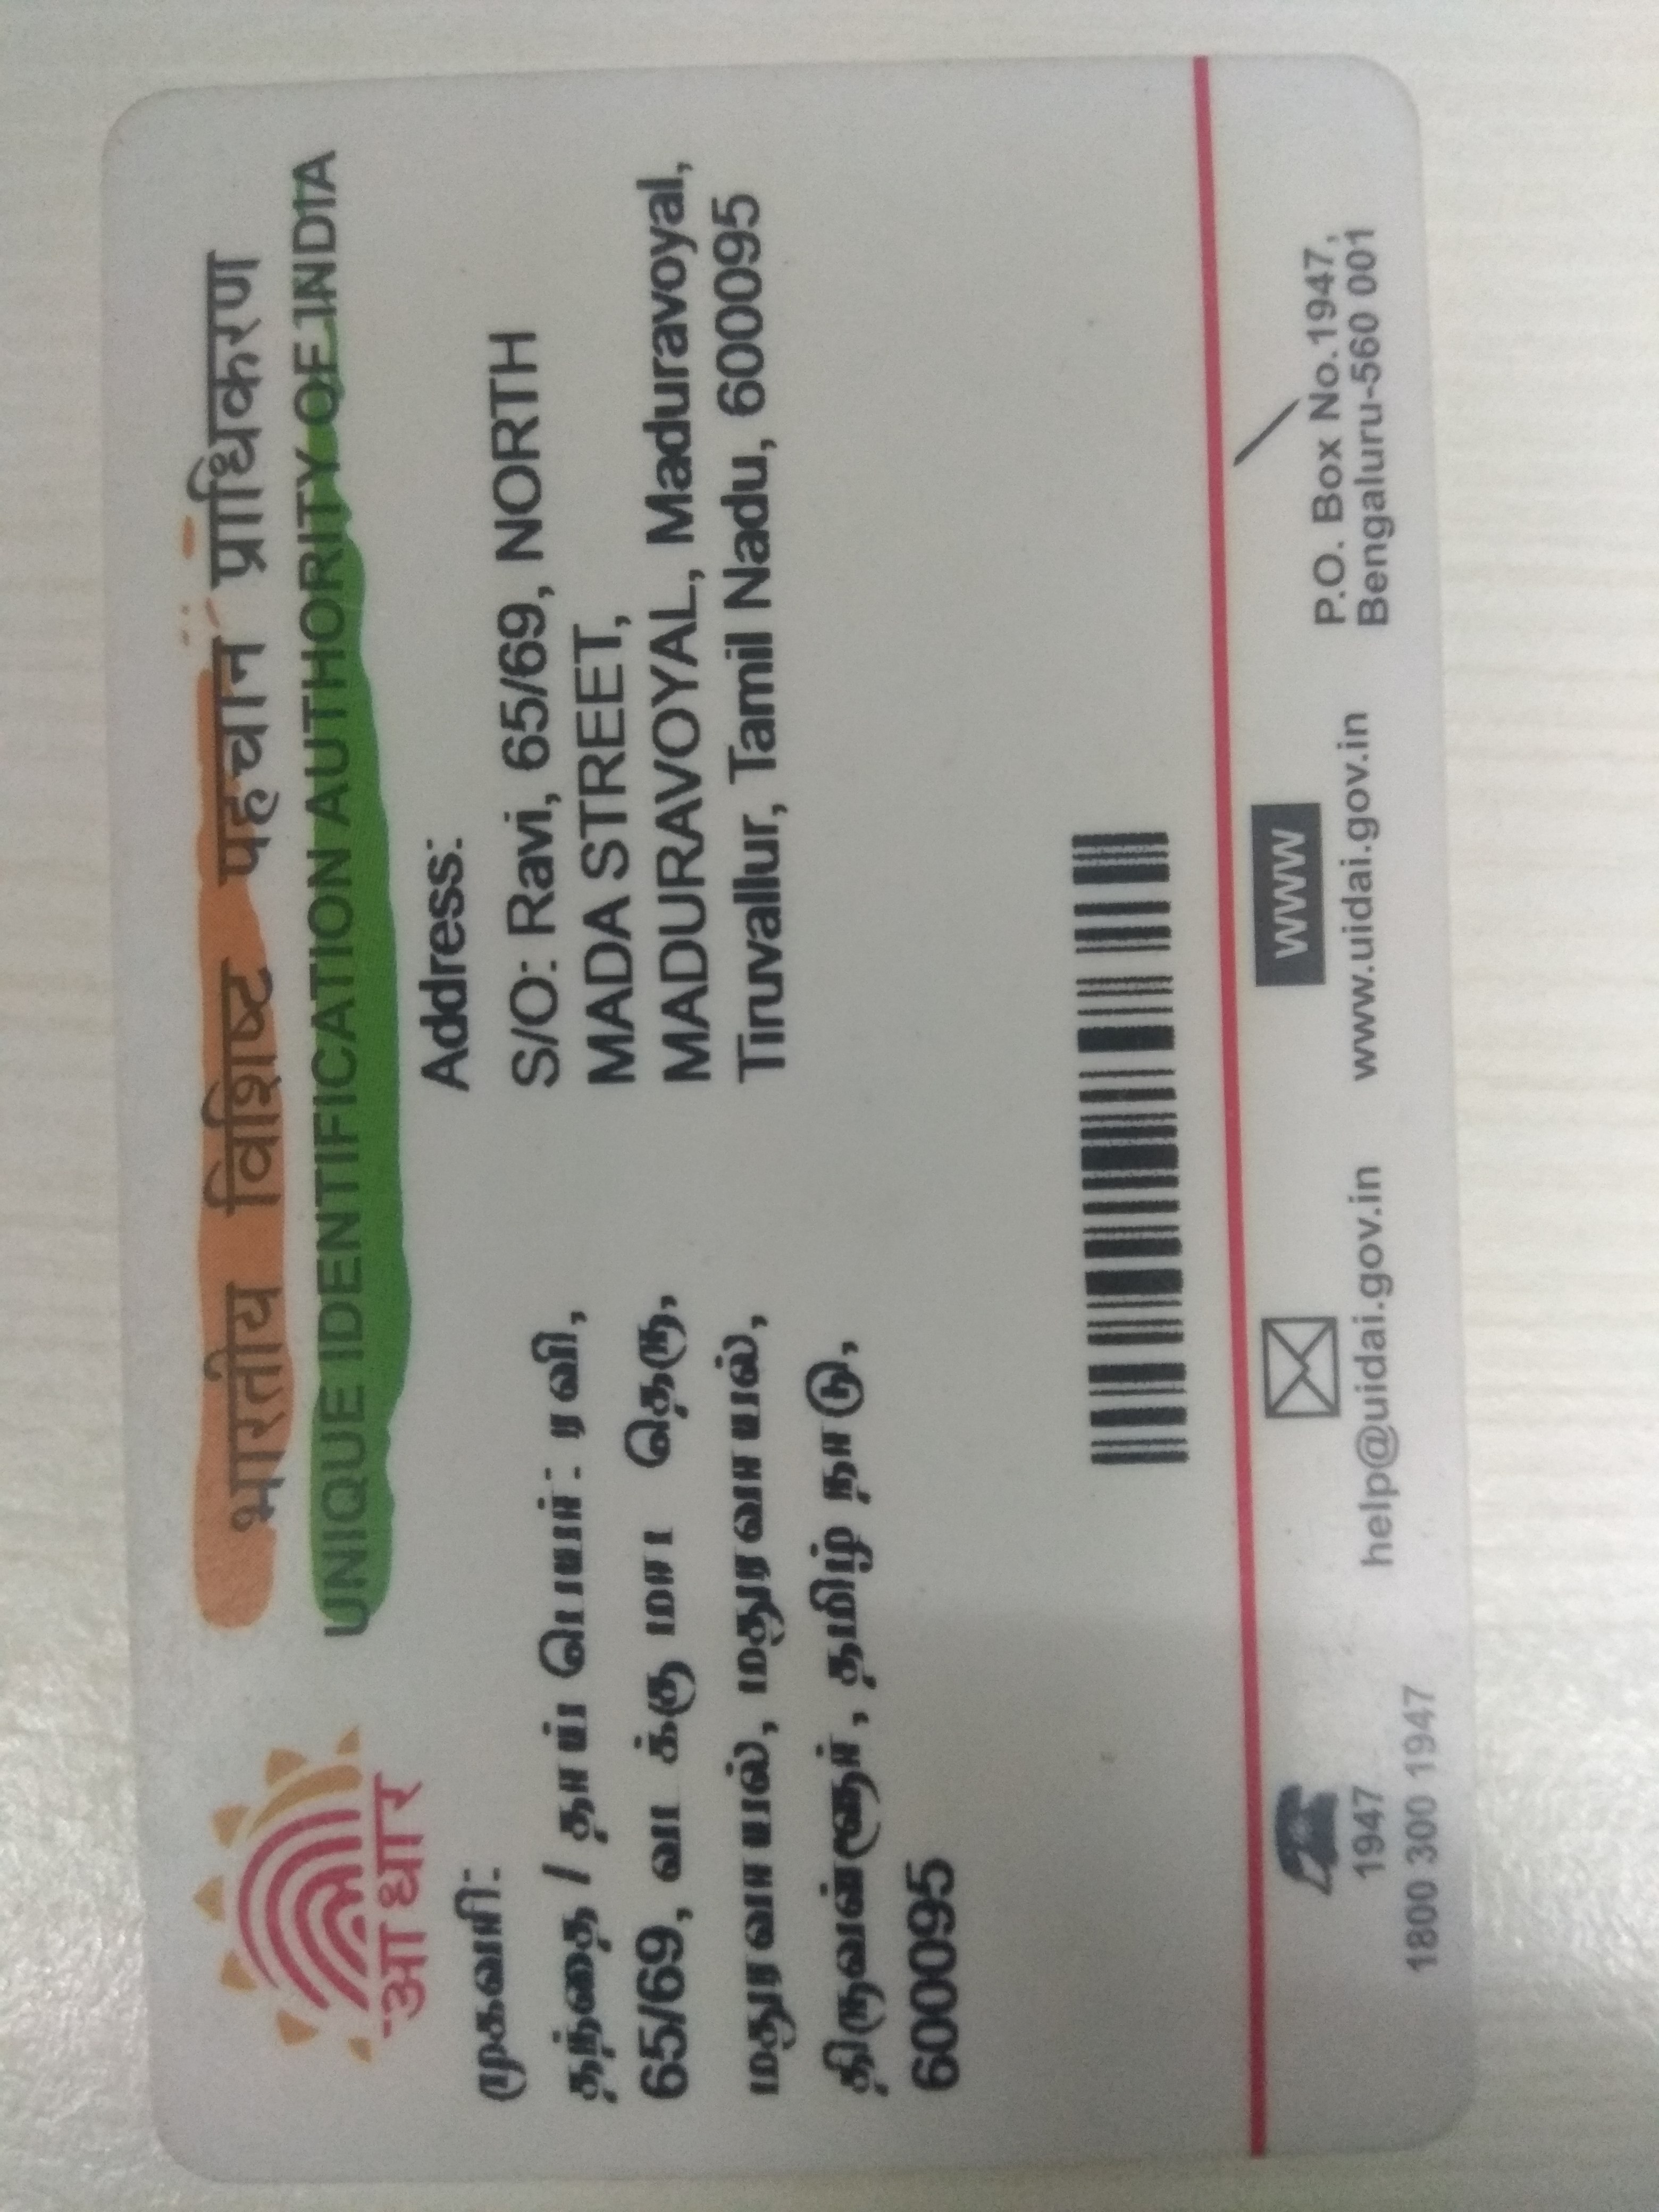 भारतीय विशिष्ट पहचान प्राधिकरण
UNIQUE IDENTIFICATION AUTHORITY OF INDIA
आधार
முகவரி:
தந்தை / தாய் பெயர்: ரவி,
65/69, வடக்கு மாட தெரு,
மதுரவாயல், மதுரவாயல்,
திருவள்ளூர், தமிழ் நாடு,
600095
Address:
S/O: Ravi, 65/69, NORTH
MADA STREET,
MADURAVOYAL, Maduravoyal,
Tiruvallur, Tamil Nadu, 600095
1947
1800 300 1947
help@uidai.gov.in
WWW
www.uidai.gov.in
P.O. Box No.1947,
Bengaluru-560 001